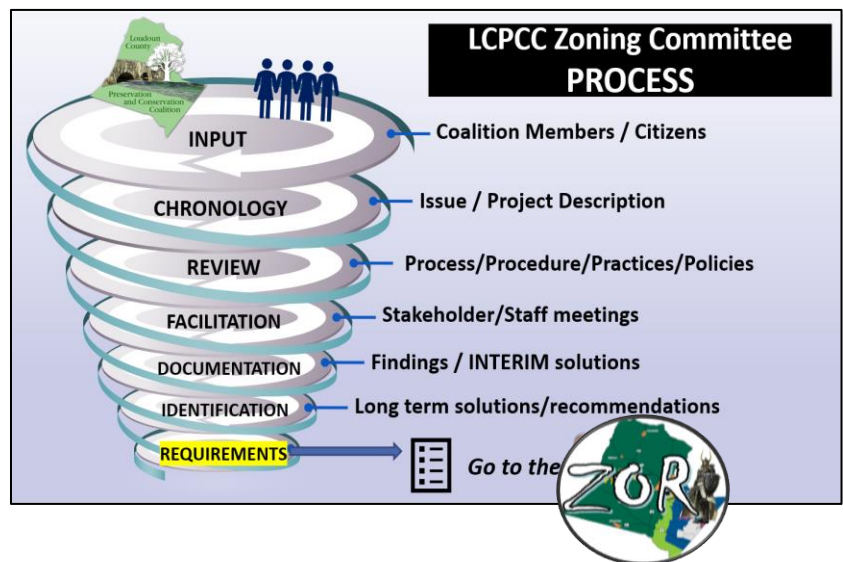 LCPCC Zoning Committee
PROCESS
Loudoun
County
Preservation
and Conservation
Coalition
INPUT
Coalition Members / Citizens
CHRONOLOGY
Issue / Project Description
REVIEW
Process/Procedure/Practices/Policies
FACILITATION
Stakeholder/Staff meetings
DOCUMENTATION
Findings / INTERIM solutions
IDENTIFICATION
Long term solutions/recommendations
REQUIREMENTS
Go to the
ZOR